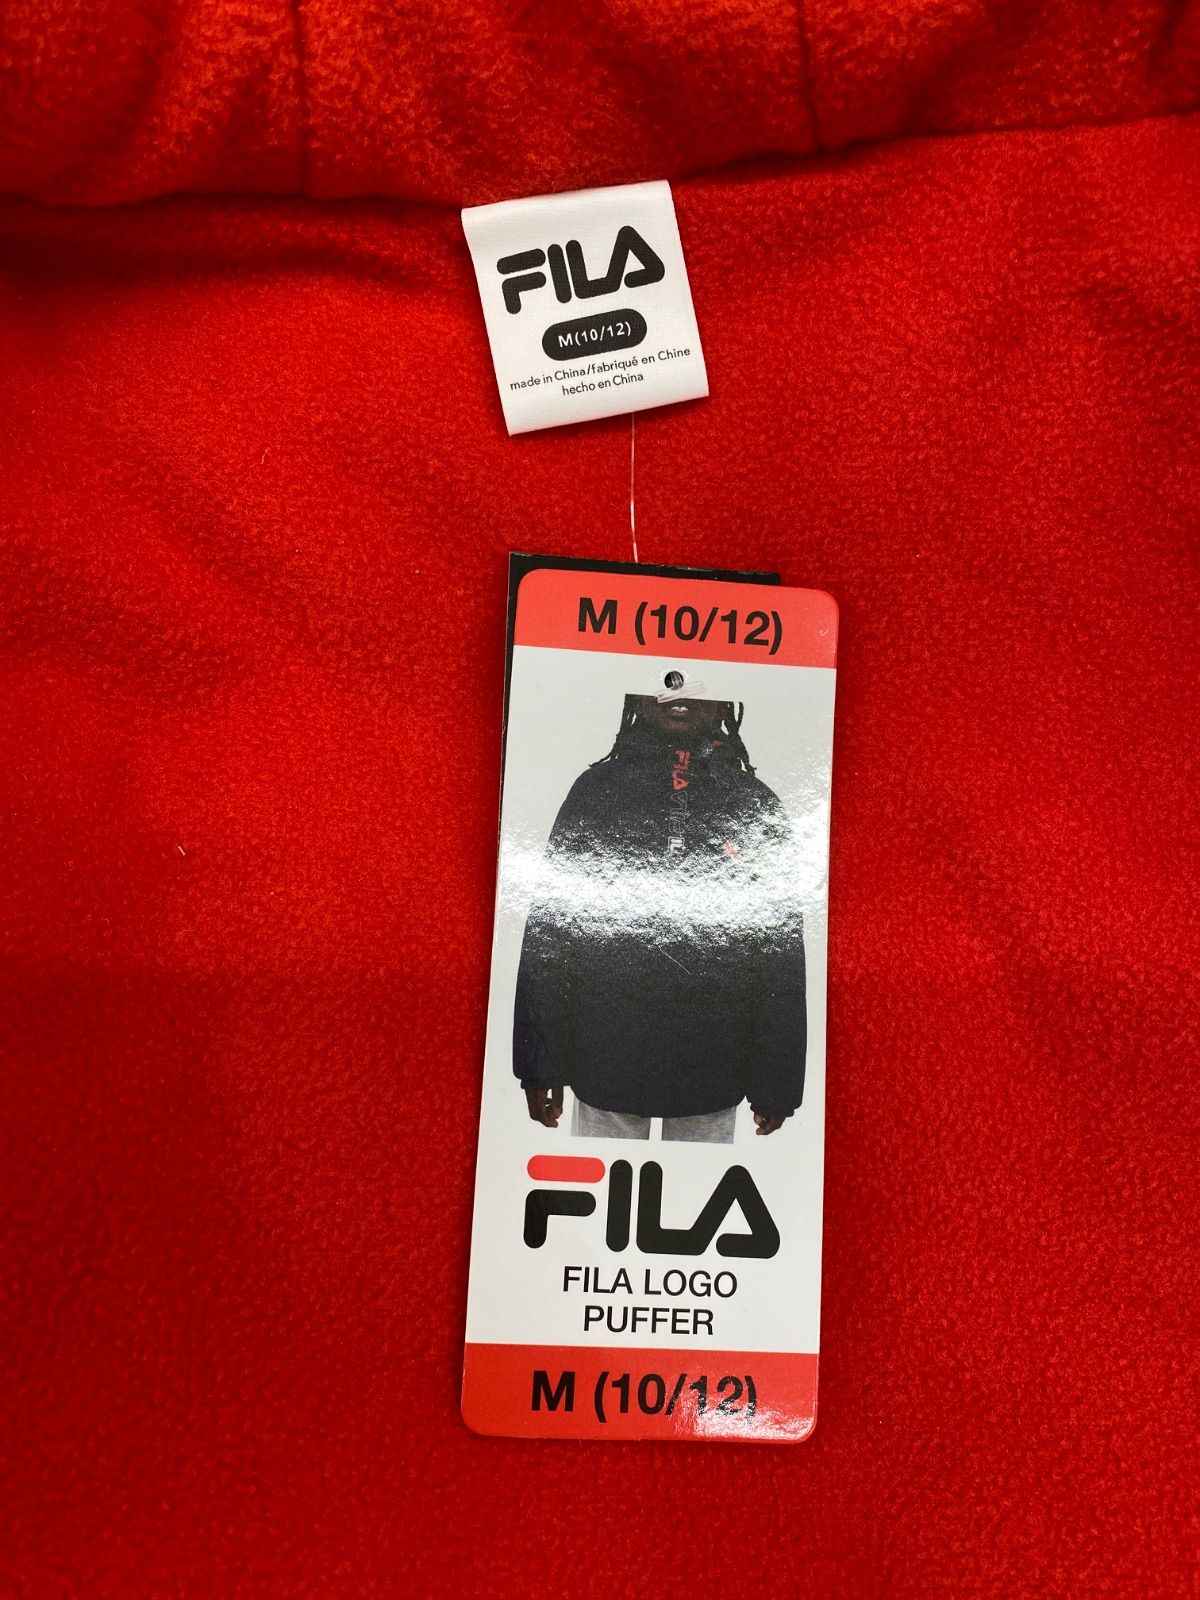 FILA
M(10/12)
made in China/fabriqué en Chine
hecho en China
M (10/12)
FILA
FILA
FILA LOGO
PUFFER
M (10/12)